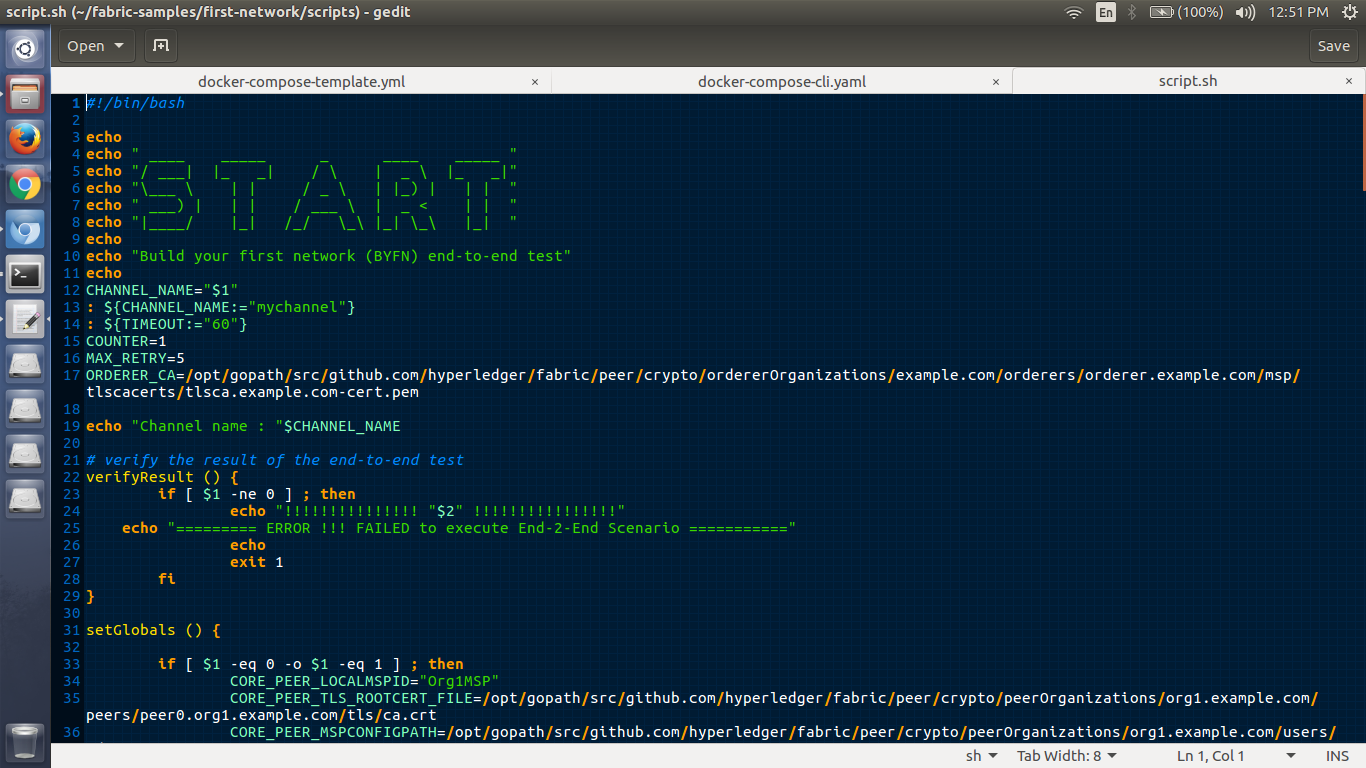 script.sh (~/fabric-samples/first-network/scripts) - gedit
En
(100%)
12:51 PM
Open
Save
docker-compose-template.yml ×
docker-compose-cli.yaml ×
script.sh ×
1 #!/bin/bash
2
3 echo
4 echo " ____    _____      _      ____    _____ "
5 echo "/ ___|  |_   _|    / \    |  _ \  |_   _|"
6 echo "\___ \    | |     / _ \   | |_) |   | |  "
7 echo " ___) |   | |    / ___ \  |  _ <    | |  "
8 echo "|____/    |_|   /_/   \_\ |_| \_\   |_|  "
9 echo
10 echo "Build your first network (BYFN) end-to-end test"
11 echo
12 CHANNEL_NAME="$1"
13 : ${CHANNEL_NAME:="mychannel"}
14 : ${TIMEOUT:="60"}
15 COUNTER=1
16 MAX_RETRY=5
17 ORDERER_CA=/opt/gopath/src/github.com/hyperledger/fabric/peer/crypto/ordererOrganizations/example.com/orderers/orderer.example.com/msp/
tlscacerts/tlsca.example.com-cert.pem
18
19 echo "Channel name : "$CHANNEL_NAME
20
21 # verify the result of the end-to-end test
22 verifyResult () {
23         if [ $1 -ne 0 ] ; then
24                 echo "!!!!!!!!!!!!!!! "$2" !!!!!!!!!!!!!!!!"
25     echo "========= ERROR !!! FAILED to execute End-2-End Scenario ==========="
26                 echo
27                 exit 1
28         fi
29 }
30
31 setGlobals () {
32
33         if [ $1 -eq 0 -o $1 -eq 1 ] ; then
34                 CORE_PEER_LOCALMSPID="Org1MSP"
35                 CORE_PEER_TLS_ROOTCERT_FILE=/opt/gopath/src/github.com/hyperledger/fabric/peer/crypto/peerOrganizations/org1.example.com/
peers/peer0.org1.example.com/tls/ca.crt
36                 CORE_PEER_MSPCONFIGPATH=/opt/gopath/src/github.com/hyperledger/fabric/peer/crypto/peerOrganizations/org1.example.com/users/
sh
Tab Width: 8
Ln 1, Col 1
INS